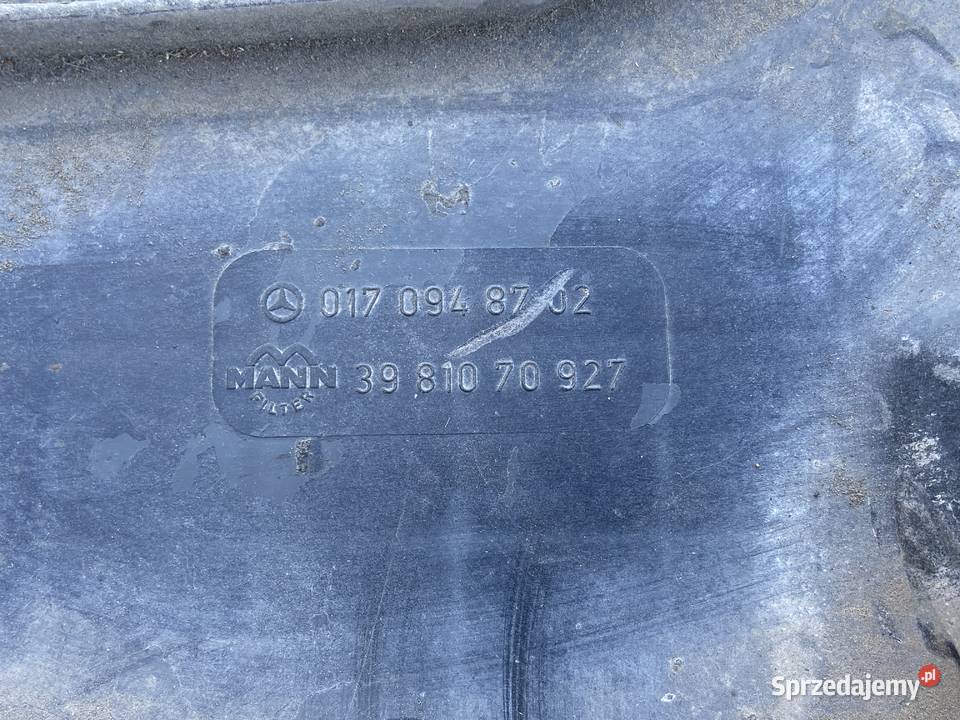 017 094 87 02
MANN 39 810 70 927
FILTER
Sprzedajemy.pl